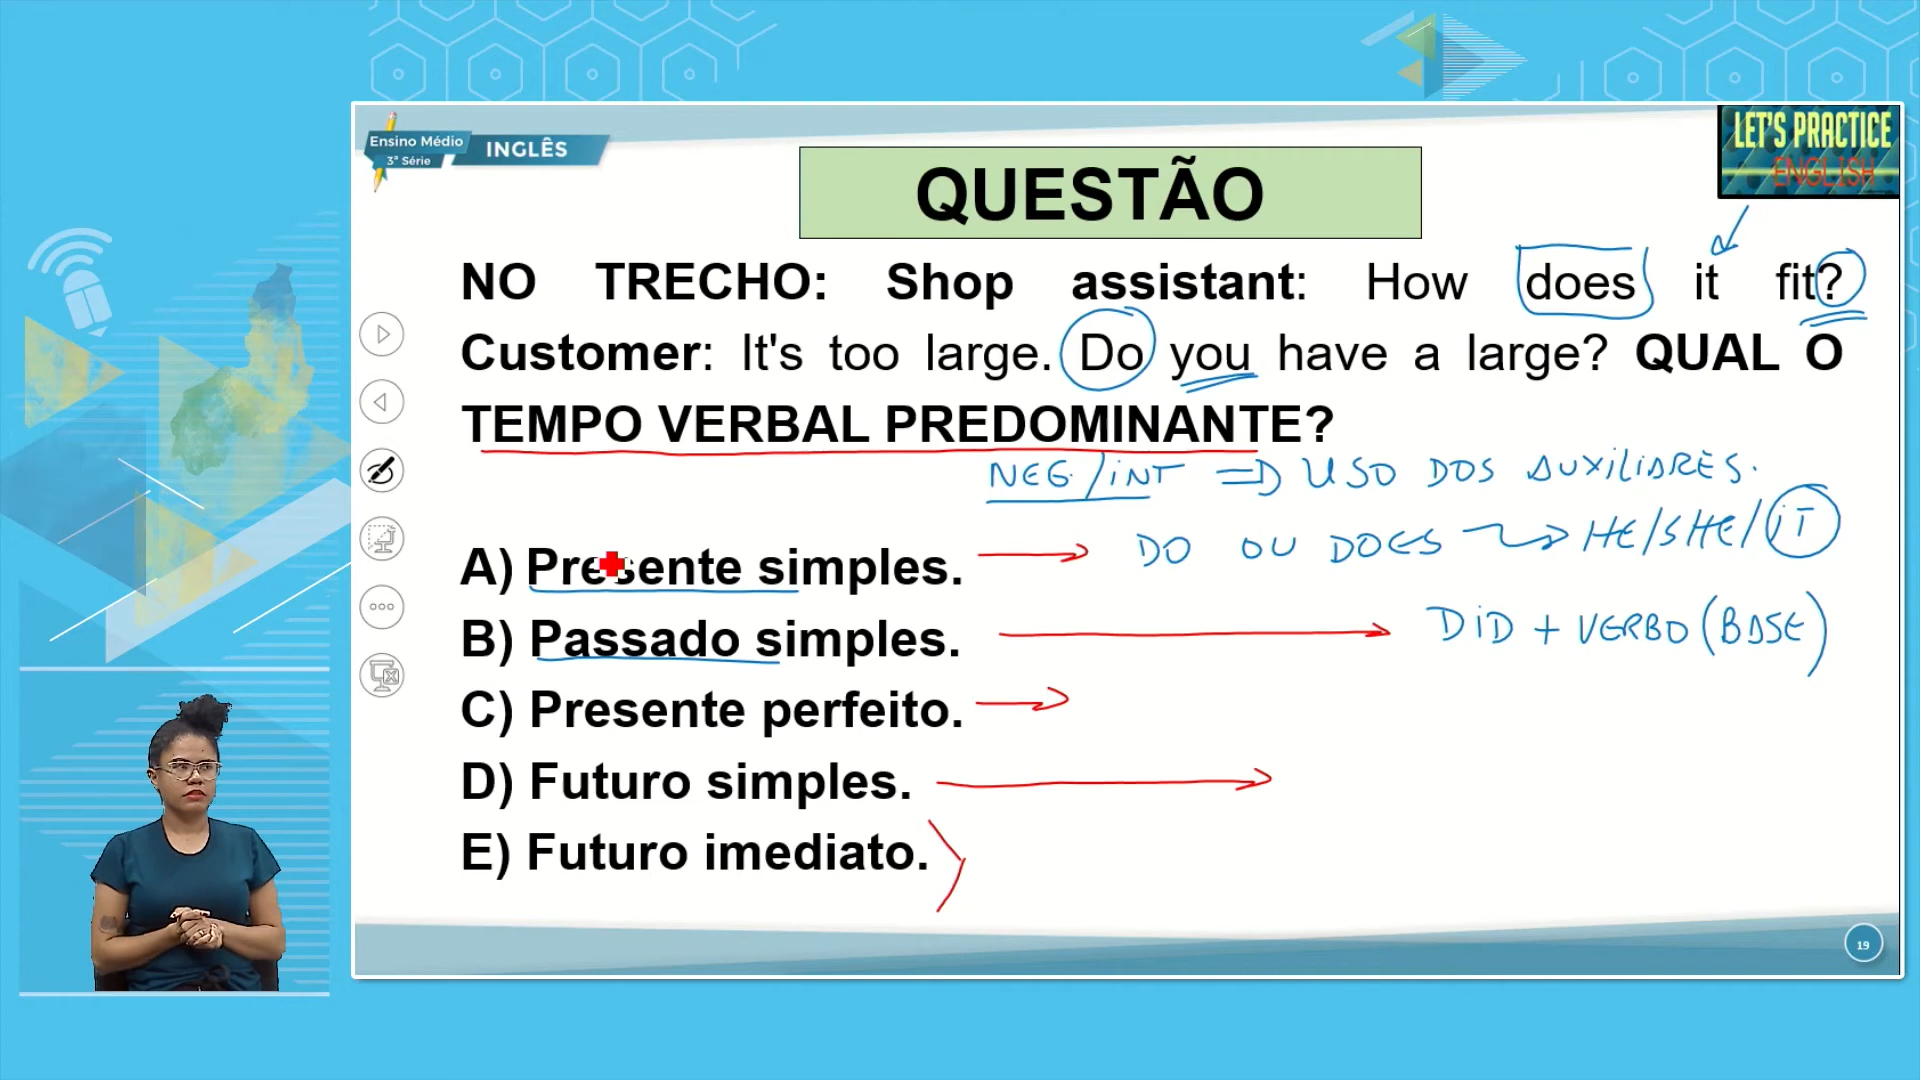 LET'S PRACTICE
ENGLISH
Ensino Médio
3ª Série
INGLÊS
QUESTÃO
NO TRECHO: Shop assistant: How does it fit?
Customer: It's too large. Do you have a large? QUAL O
TEMPO VERBAL PREDOMINANTE?
NEG./INT => USO DOS AUXILIARES.
A) Presente simples.
DO OU DOES HE/SHE/IT
B) Passado simples.
DID + VERBO (BASE)
C) Presente perfeito.
D) Futuro simples.
E) Futuro imediato.
19